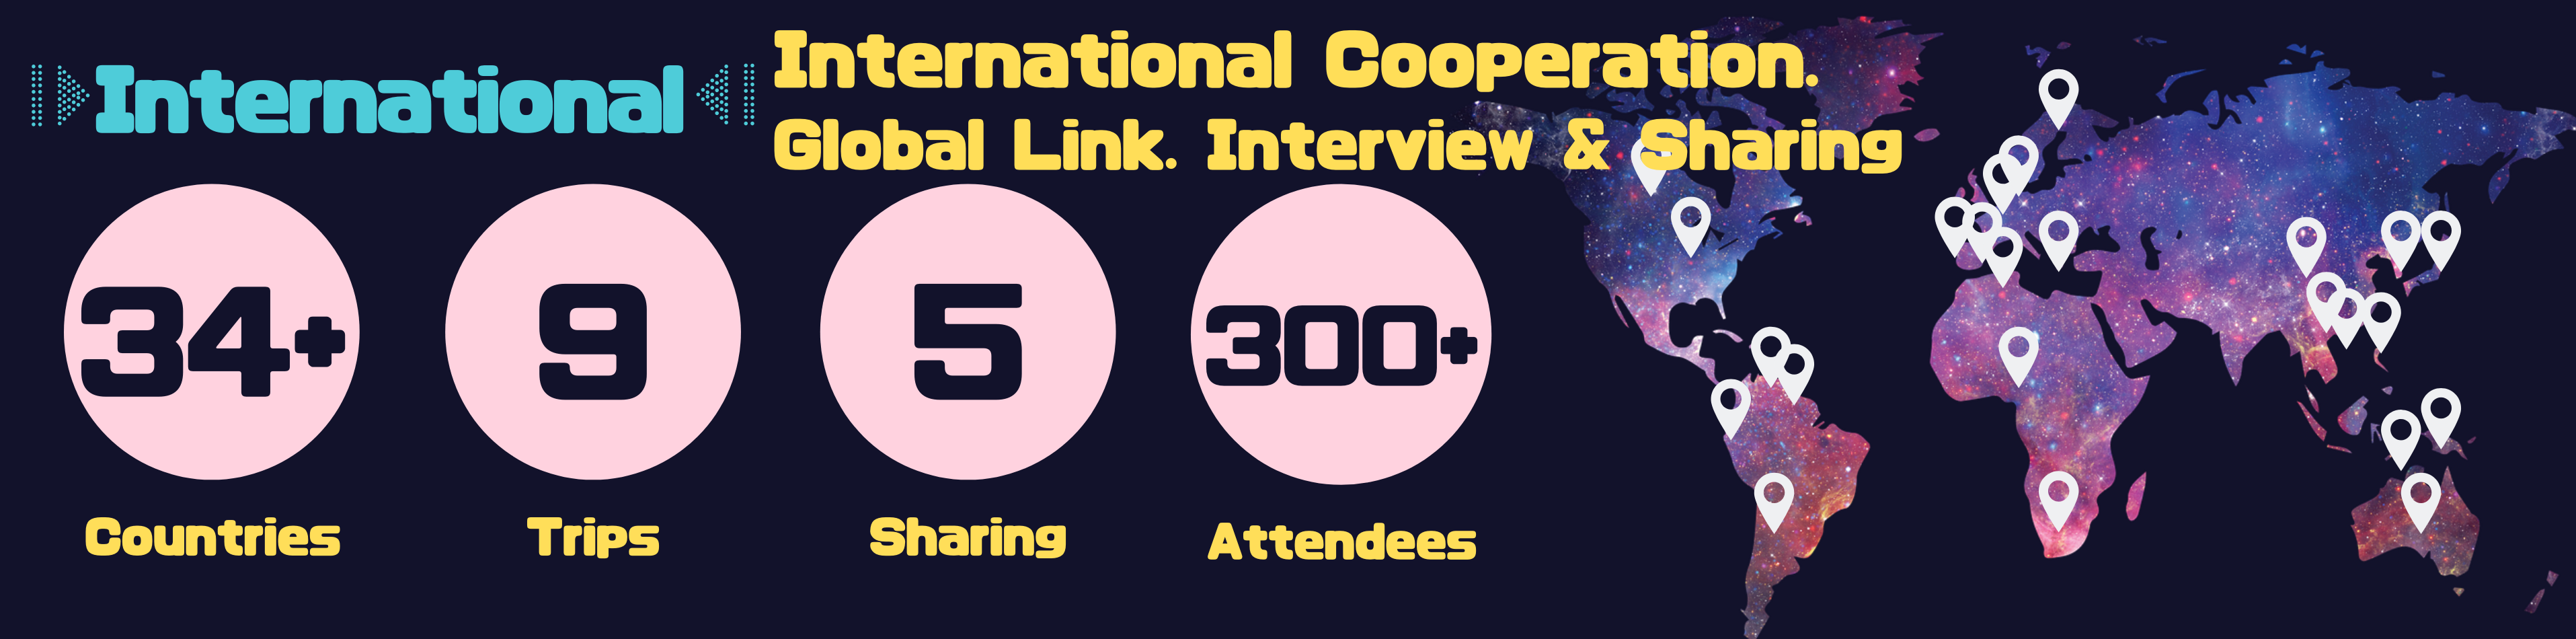 International
International Cooperation.
Global Link. Interview & Sharing
34+
Countries
9
Trips
5
Sharing
300+
Attendees